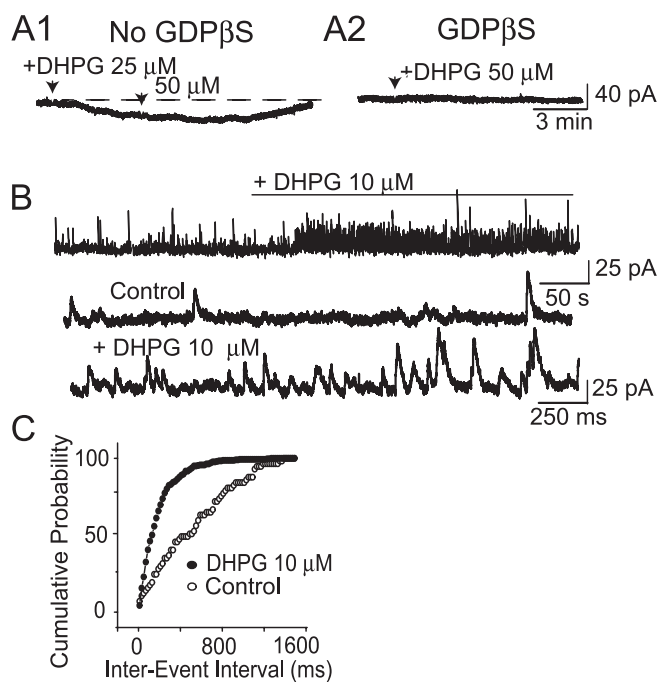 A1 No GDPβS
A2 GDPβS
+DHPG 25 μM
50 μM
+DHPG 50 μM
40 pA
3 min
B
+ DHPG 10 μM
25 pA
50 s
Control
+ DHPG 10 μM
25 pA
250 ms
C
Cumulative Probability
100
50
0
DHPG 10 μM
Control
0 800 1600
Inter-Event Interval (ms)